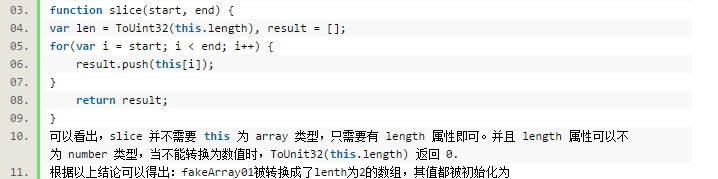 03. function slice(start, end) {
04. var len = ToUint32(this.length), result = [];
05. for(var i = start; i < end; i++) {
06. result.push(this[i]);
07. }
08. return result;
09. }
10. 可以看出，slice 并不需要 this 为 array 类型，只需要有 length 属性即可。并且 length 属性可以不
为 number 类型，当不能转换为数值时，ToUnit32(this.length) 返回 0.
11. 根据以上结论可以得出：fakeArray01被转换成了lenth为2的数组，其值都被初始化为